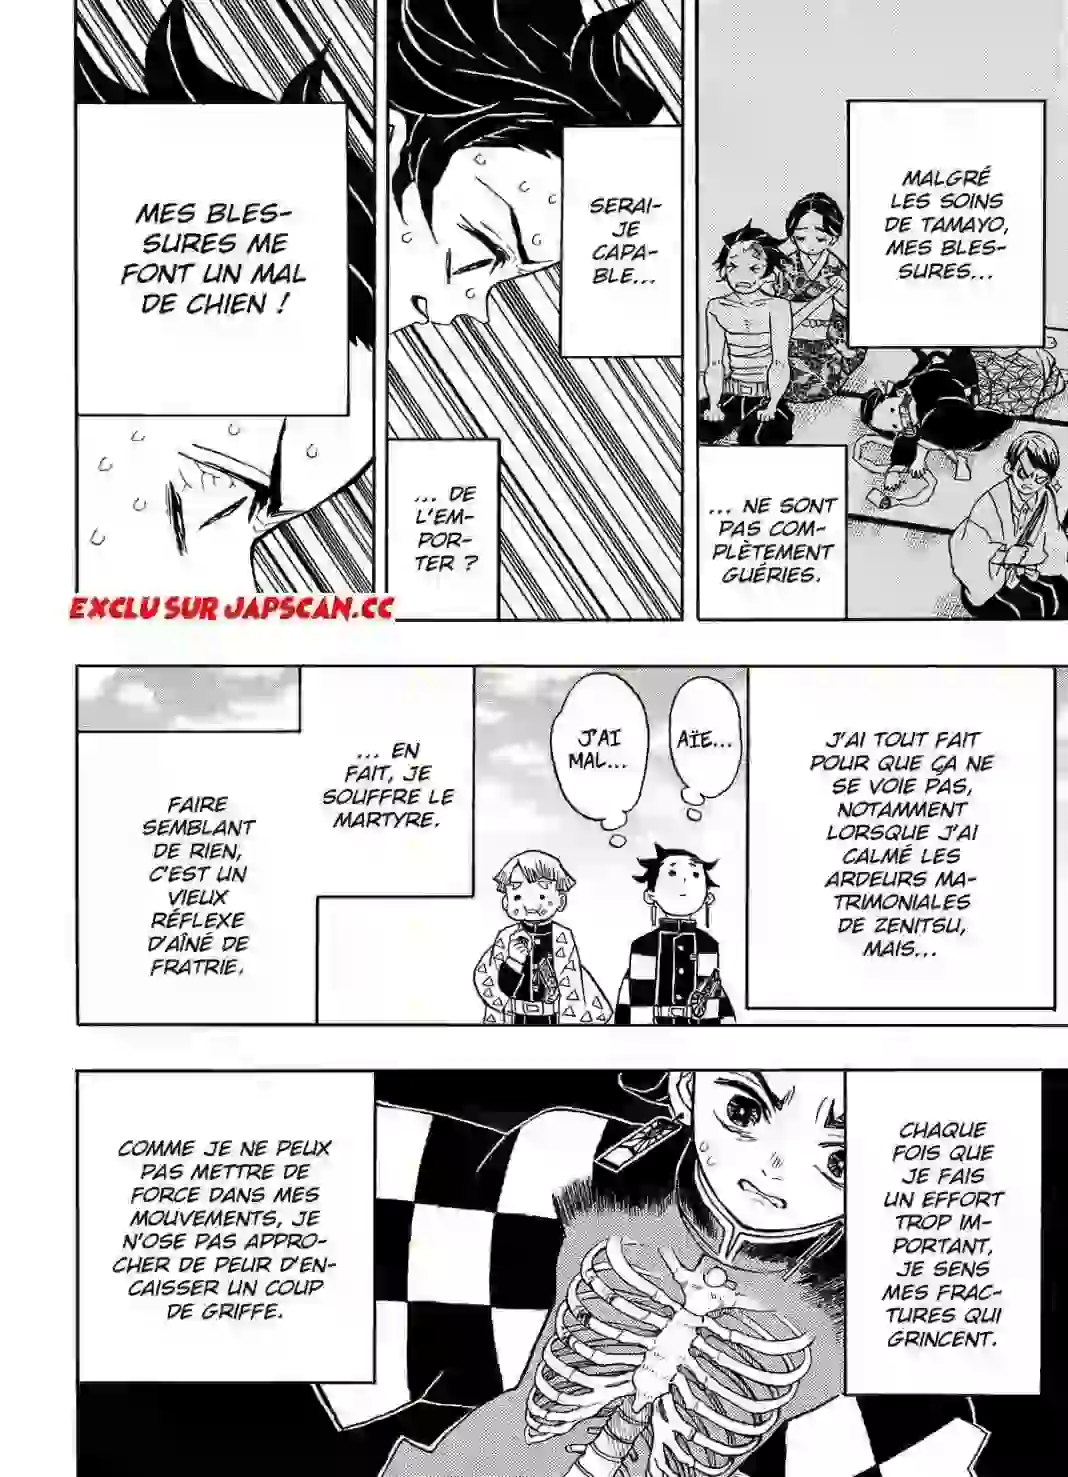 MALGRÉ
LES SOINS
DE TAMAYO,
MES BLES-
SURES...
... NE SONT
PAS COM-
PLÈTEMENT
GUÉRIES.
SERAI-
JE
CAPA-
BLE...
... DE
L'EM-
POR-
TER ?
MES BLES-
SURES ME
FONT UN MAL
DE CHIEN !
EXCLU SUR JAPSCAN.CC
J'AI TOUT FAIT
POUR QUE ÇA NE
SE VOIE PAS,
NOTAMMENT
LORSQUE J'AI
CALMÉ LES
ARDEURS MA-
TRIMONIALES
DE ZENITSU,
MAIS...
AÏE...
J'AI
MAL...
... EN
FAIT, JE
SOUFFRE LE
MARTYRE.
FAIRE
SEMBLANT
DE RIEN,
C'EST UN
VIEUX
RÉFLEXE
D'AÎNÉ DE
FRATRIE.
CHAQUE
FOIS QUE
JE FAIS
UN EFFORT
TROP IM-
PORTANT,
JE SENS
MES FRAC-
TURES QUI
GRINCENT.
COMME JE NE PEUX
PAS METTRE DE
FORCE DANS MES
MOUVEMENTS, JE
N'OSE PAS APPRO-
CHER DE PEUR D'EN-
CAISSER UN COUP
DE GRIFFE.